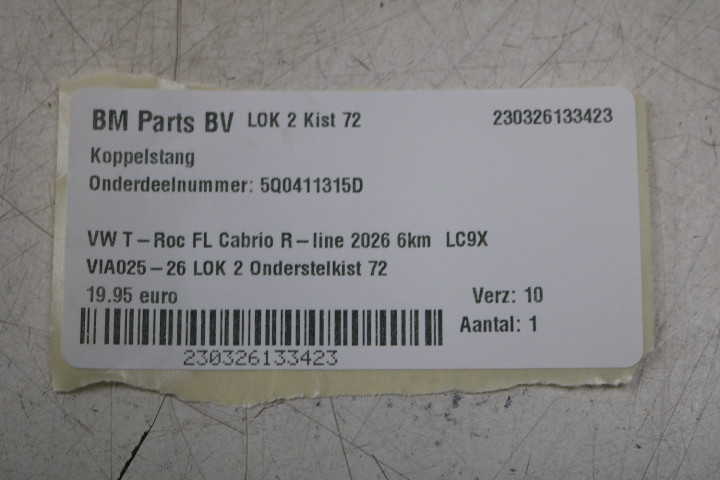 BM Parts BV LOK 2 Kist 72 230326133423
Koppelstang
Onderdeelnummer: 5Q0411315D
VW T-Roc FL Cabrio R-line 2026 6km LC9X
VIA025-26 LOK 2 Onderstelkist 72
19.95 euro Verz: 10
Aantal: 1
230326133423